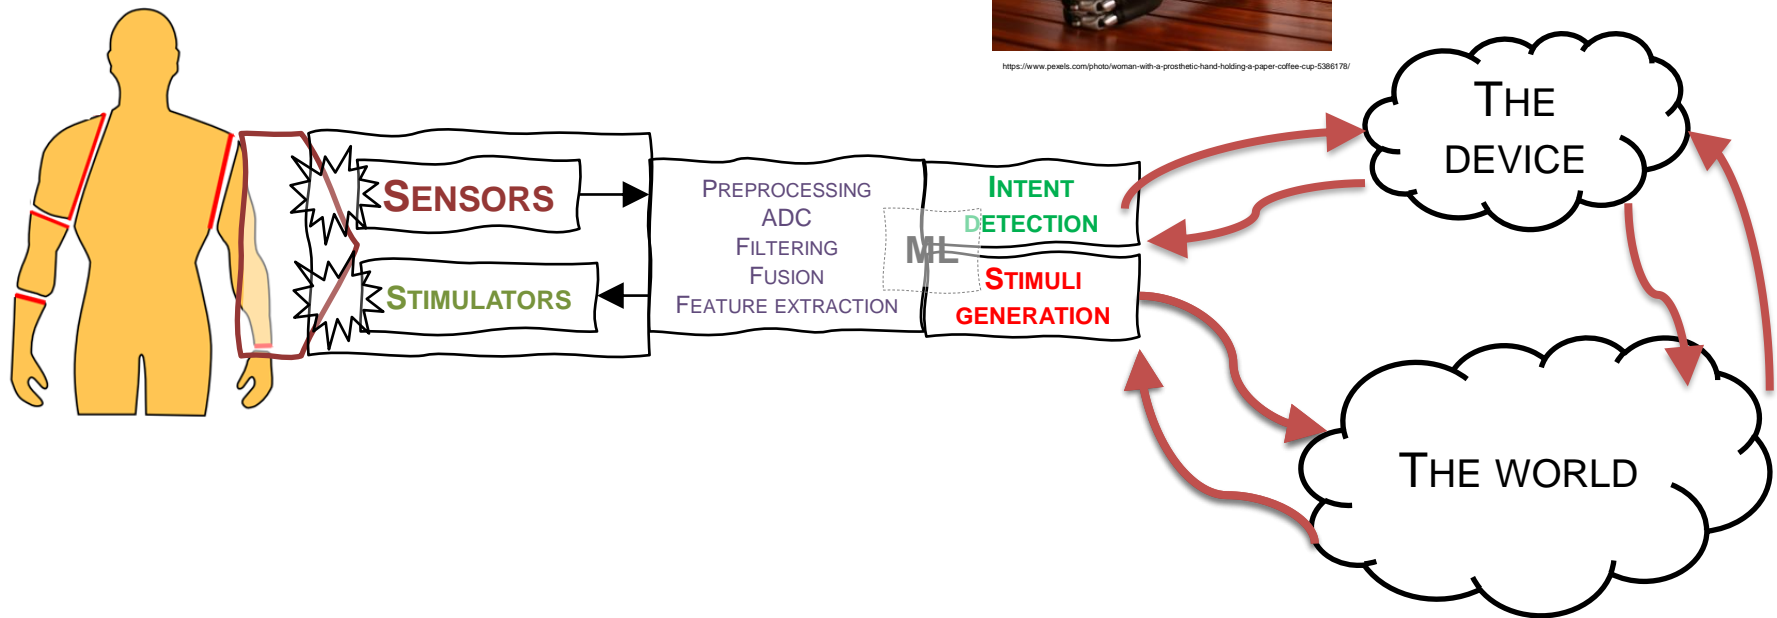 https://www.pexels.com/photo/woman-with-a-prosthetic-hand-holding-a-paper-coffee-cup-5386178/
THE
DEVICE
SENSORS
STIMULATORS
PREPROCESSING
ADC
FILTERING
FUSION
FEATURE EXTRACTION
ML
INTENT
DETECTION
STIMULI
GENERATION
THE WORLD